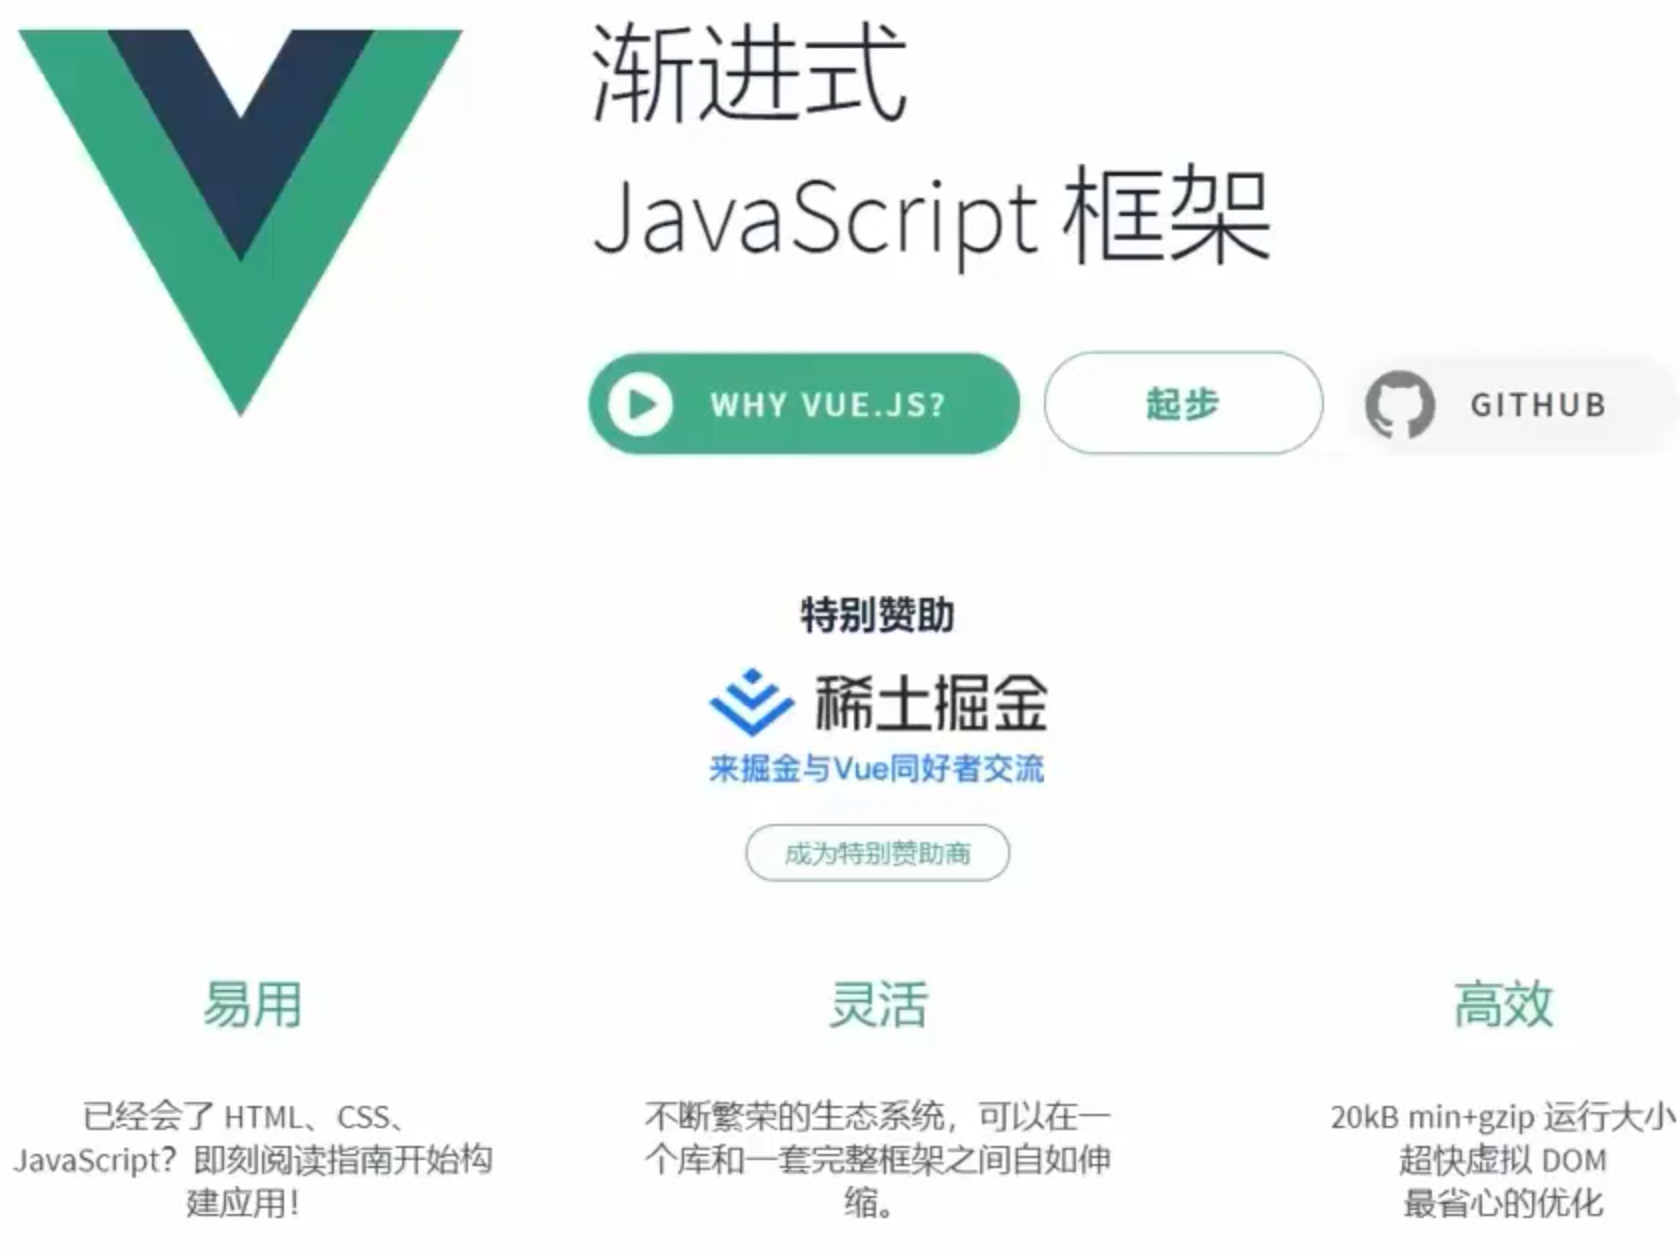 渐进式
JavaScript 框架
WHY VUE.JS?
起步
GITHUB
特别赞助
稀土掘金
来掘金与Vue同好者交流
成为特别赞助商
易用
已经会了 HTML、CSS、
JavaScript？即刻阅读指南开始构
建应用！
灵活
不断繁荣的生态系统，可以在一
个库和一套完整框架之间自如伸
缩。
高效
20kB min+gzip 运行大小
超快虚拟 DOM
最省心的优化